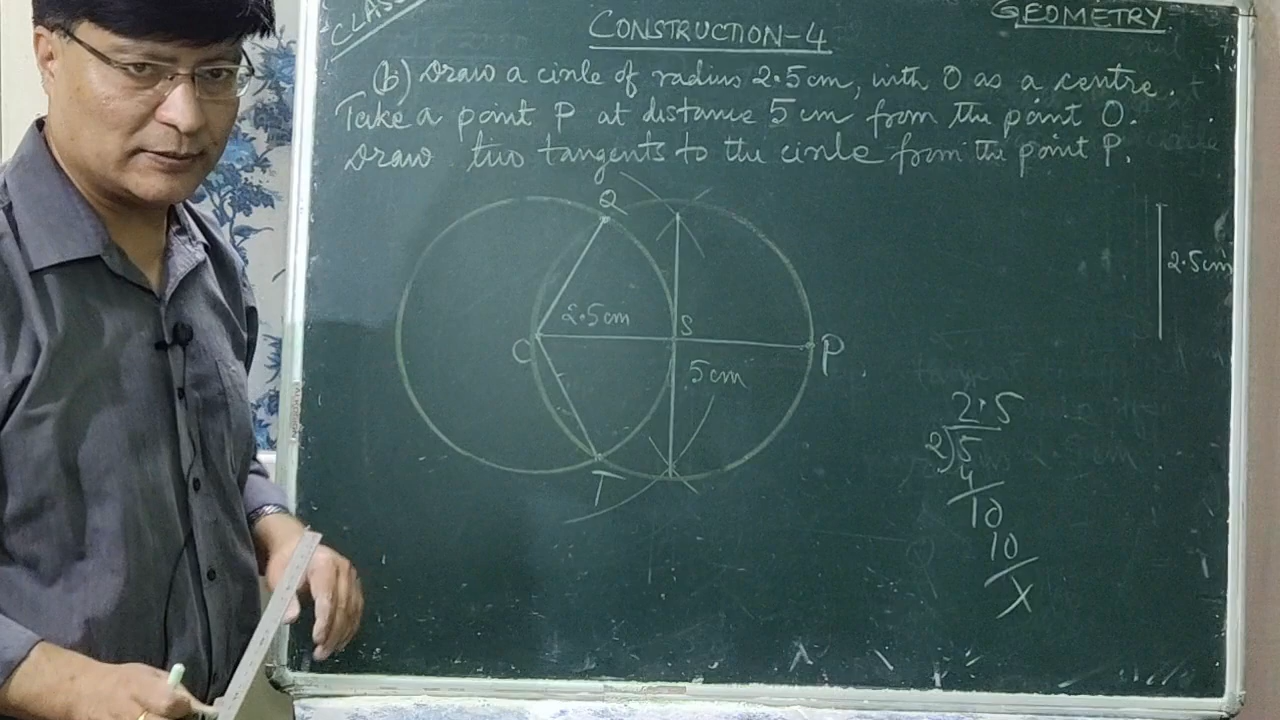 CLASS
GEOMETRY
CONSTRUCTION-4
(b) Draw a circle of radius 2.5cm, with O as a centre.
Take a point P at distance 5 cm from the point O.
Draw two tangents to the circle from the point P.
Q
2.5cm
2.5cm
S
O
P
5cm
T
2.5
2)5
4
10
10
X